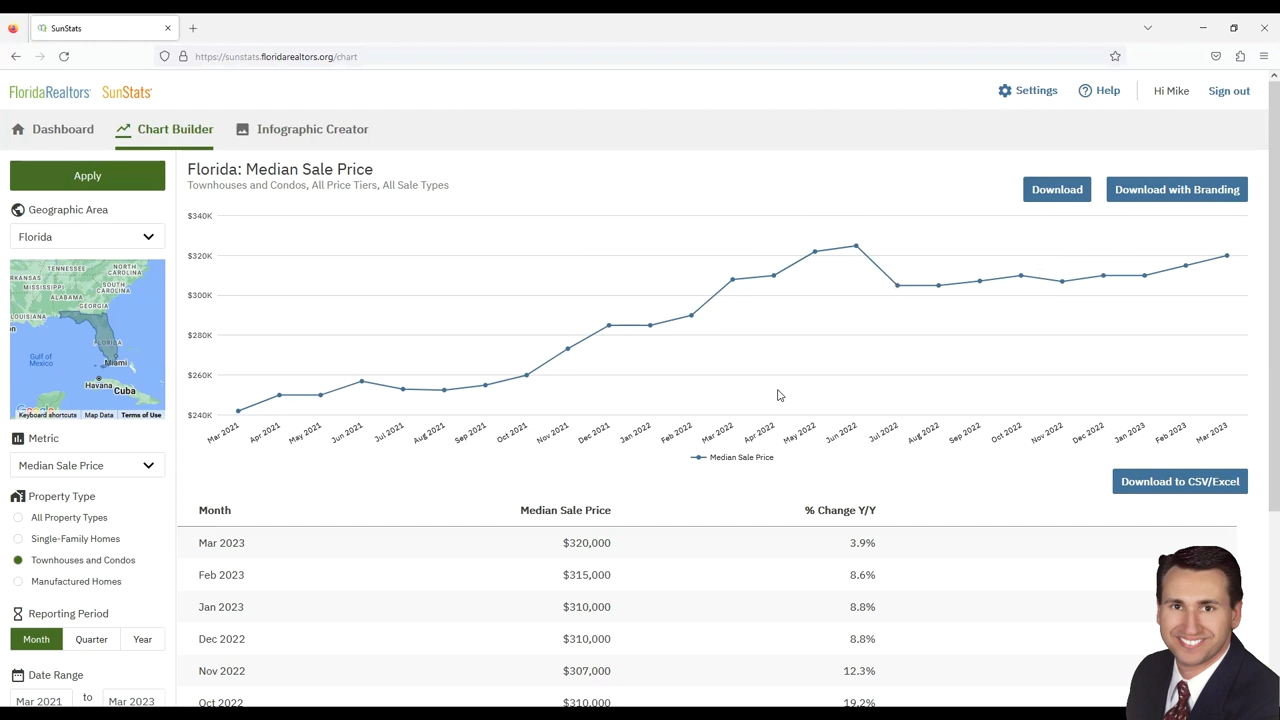 SunStats
https://sunstats.floridarealtors.org/chart
FloridaRealtors SunStats
Settings
Help
Hi Mike
Sign out
Dashboard
Chart Builder
Infographic Creator
Apply
Geographic Area
Florida
TENNESSEE
NORTH
CAROLINA
ARKANSAS
MISSISSIPPI
SOUTH
CAROLINA
ALABAMA
GEORGIA
LOUISIANA
FLORIDA
Gulf of
Mexico
Miami
Havana
Cuba
Google
Keyboard shortcuts
Map Data
Terms of Use
Metric
Median Sale Price
Property Type
All Property Types
Single-Family Homes
Townhouses and Condos
Manufactured Homes
Reporting Period
Month Quarter Year
Date Range
Mar 2021 to Mar 2023
Florida: Median Sale Price
Townhouses and Condos, All Price Tiers, All Sale Types
Download
Download with Branding
$340K
$320K
$300K
$280K
$260K
$240K
Mar 2021 Apr 2021 May 2021 Jun 2021 Jul 2021 Aug 2021 Sep 2021 Oct 2021 Nov 2021 Dec 2021 Jan 2022 Feb 2022 Mar 2022 Apr 2022 May 2022 Jun 2022 Jul 2022 Aug 2022 Sep 2022 Oct 2022 Nov 2022 Dec 2022 Jan 2023 Feb 2023 Mar 2023
Median Sale Price
Download to CSV/Excel
Month Median Sale Price % Change Y/Y
Mar 2023 $320,000 3.9%
Feb 2023 $315,000 8.6%
Jan 2023 $310,000 8.8%
Dec 2022 $310,000 8.8%
Nov 2022 $307,000 12.3%
Oct 2022 $310,000 19.2%